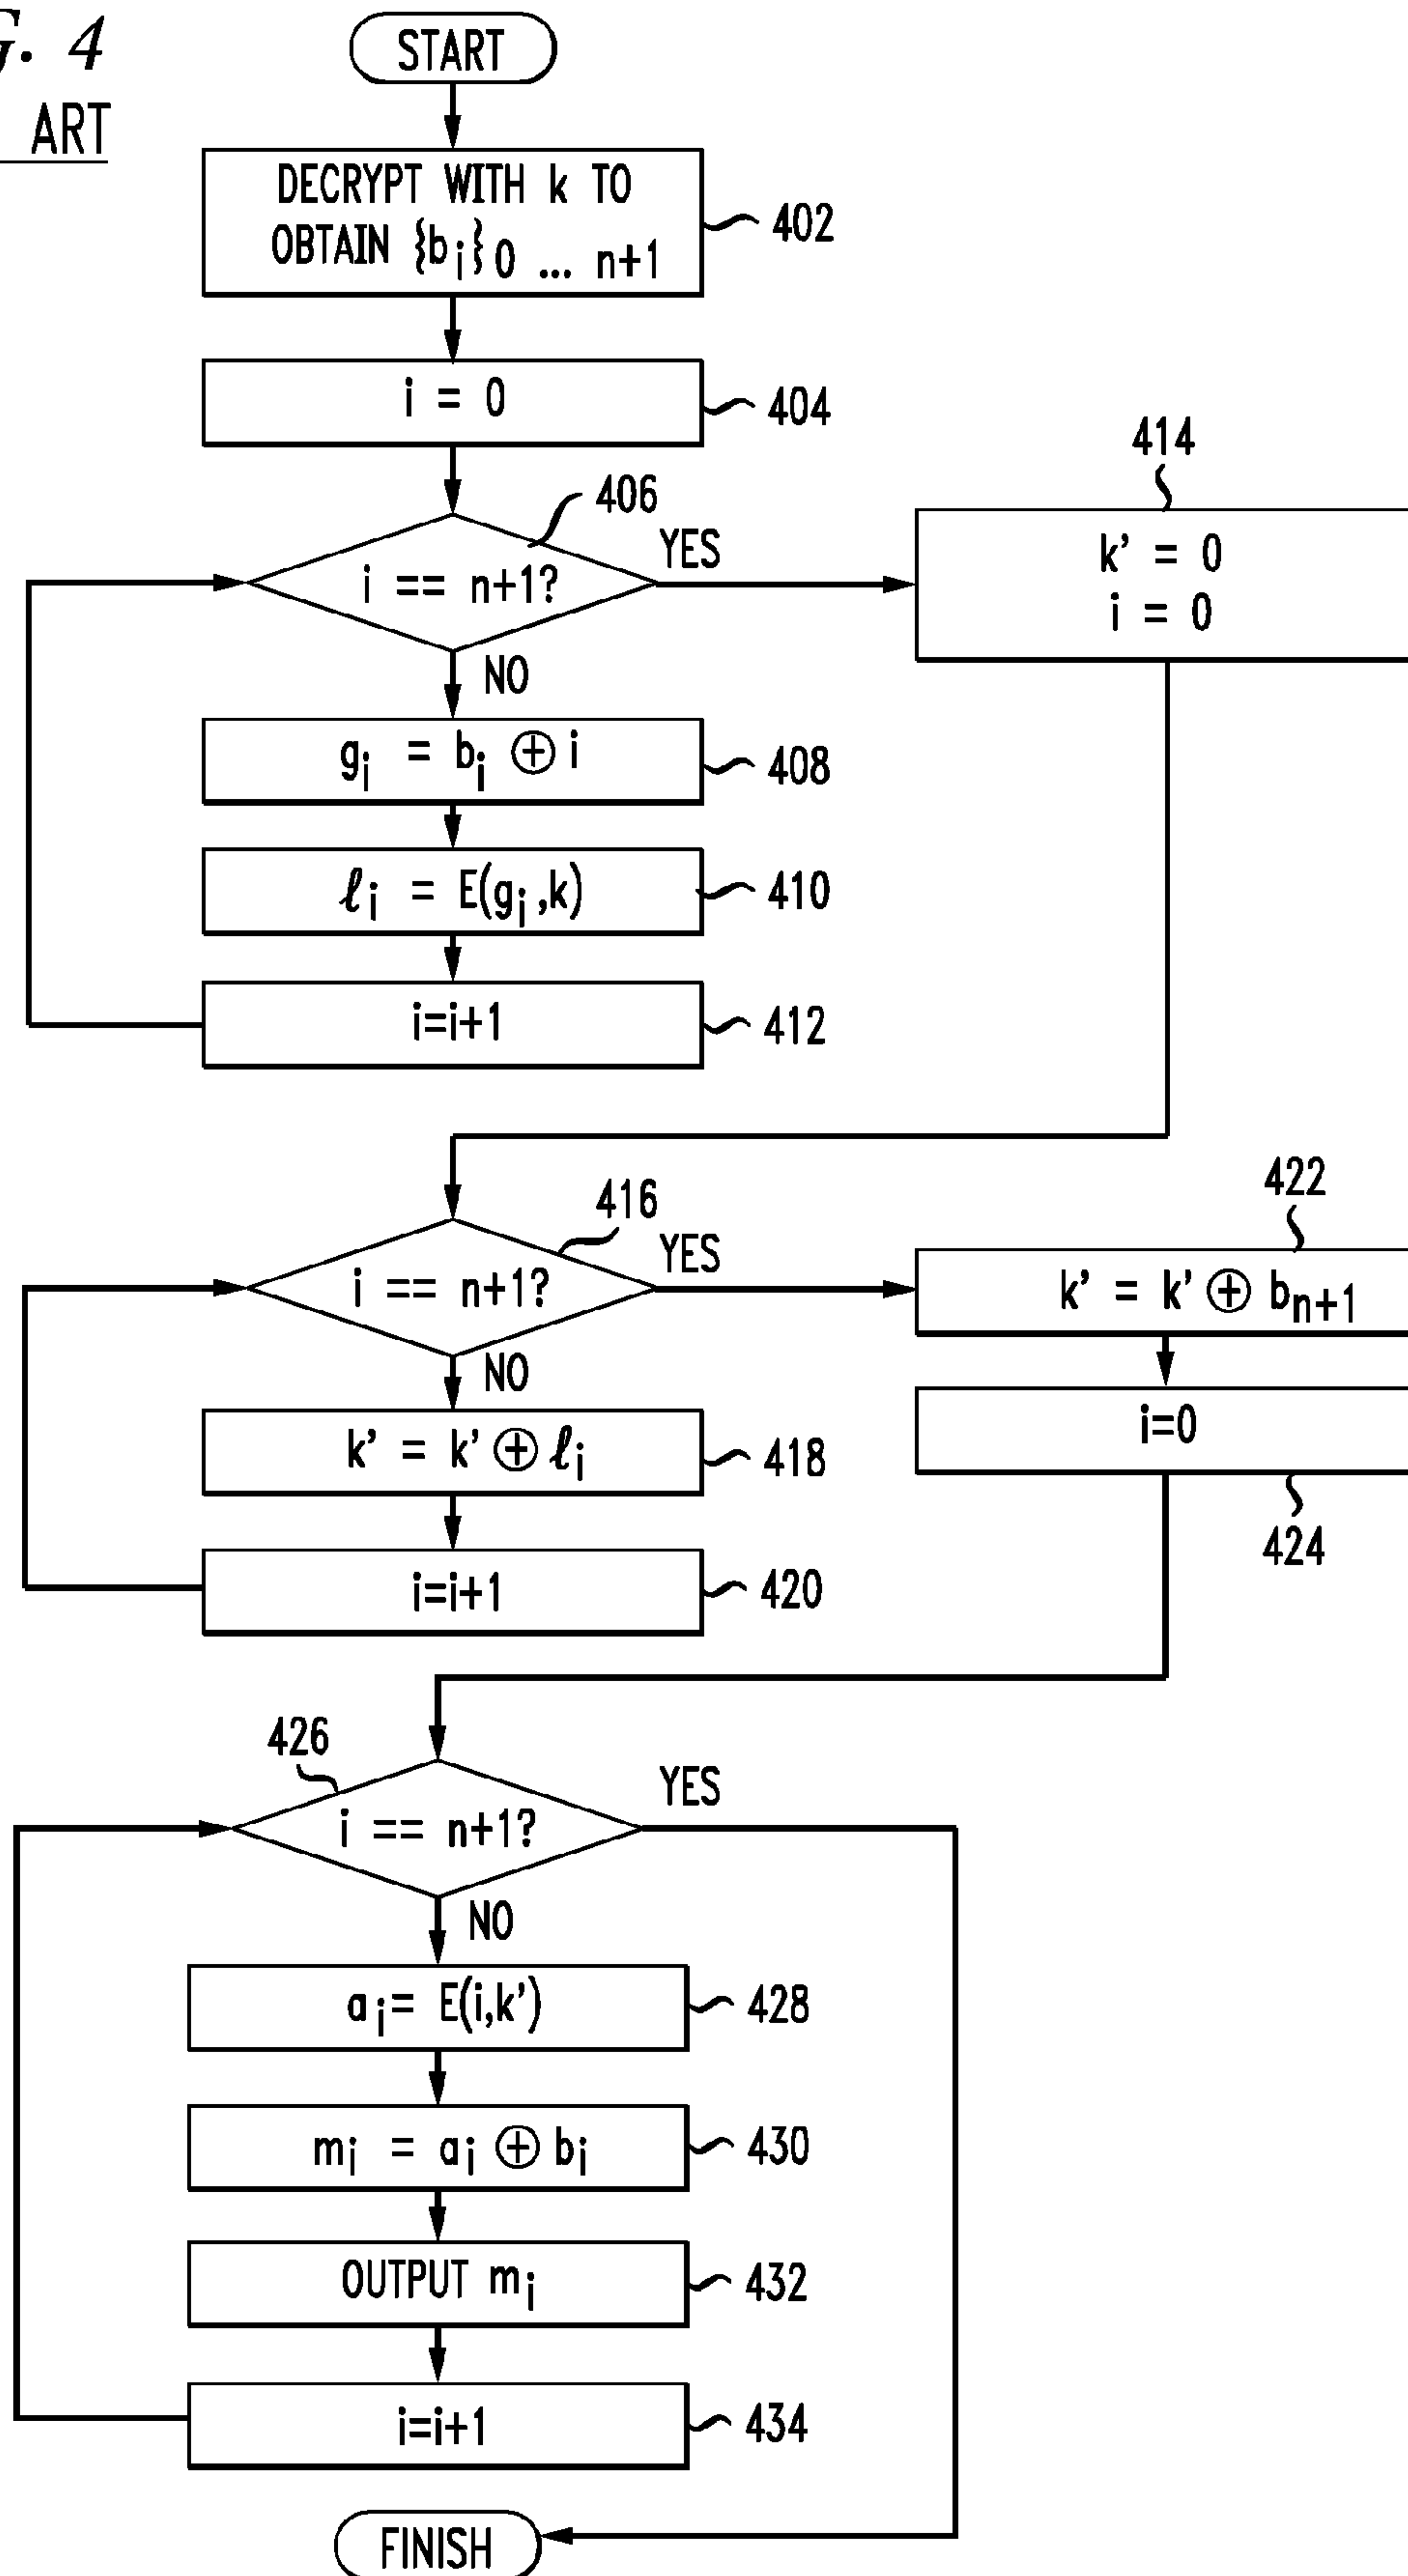 G. 4
ART
START
DECRYPT WITH k TO
OBTAIN {bi}0 ... n+1
402
i = 0
404
406
i == n+1?
YES
NO
414
k' = 0
i = 0
gi = bi ⊕ i
408
ℓi = E(gi,k)
410
i=i+1
412
416
i == n+1?
YES
NO
422
k' = k' ⊕ bn+1
i=0
424
k' = k' ⊕ ℓi
418
i=i+1
420
426
i == n+1?
YES
NO
ai= E(i,k')
428
mi = ai ⊕ bi
430
OUTPUT mi
432
i=i+1
434
FINISH